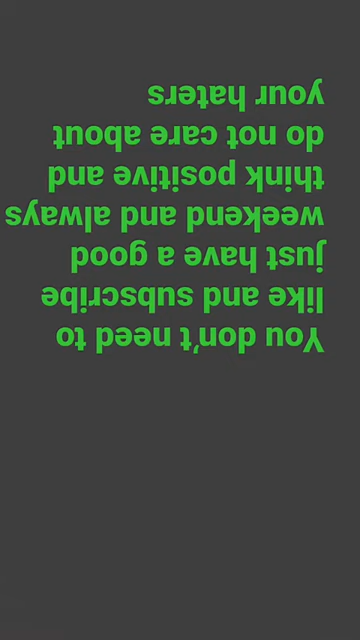 You don't need to
like and subscribe
just have a good
weekend and always
think positive and
do not care about
your haters